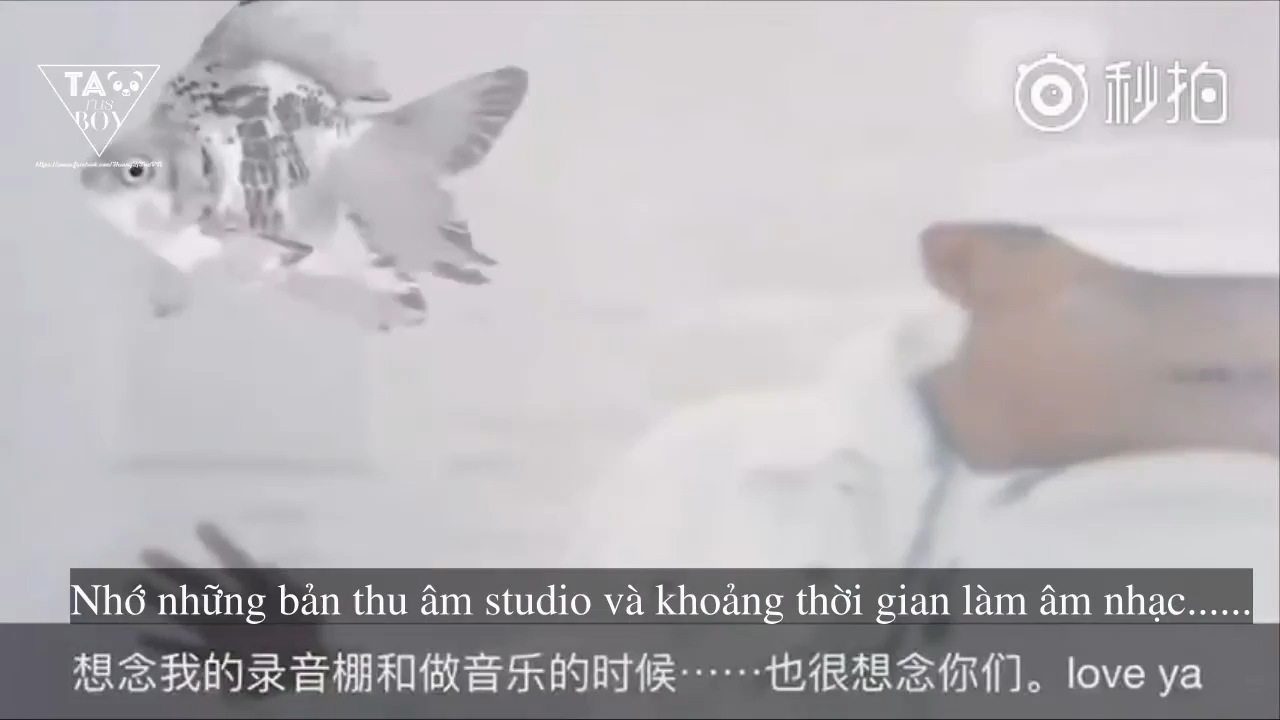 TA
rus
BOY
秒拍
Nhớ những bản thu âm studio và khoảng thời gian làm âm nhạc......
想念我的录音棚和做音乐的时候……也很想念你们。love ya